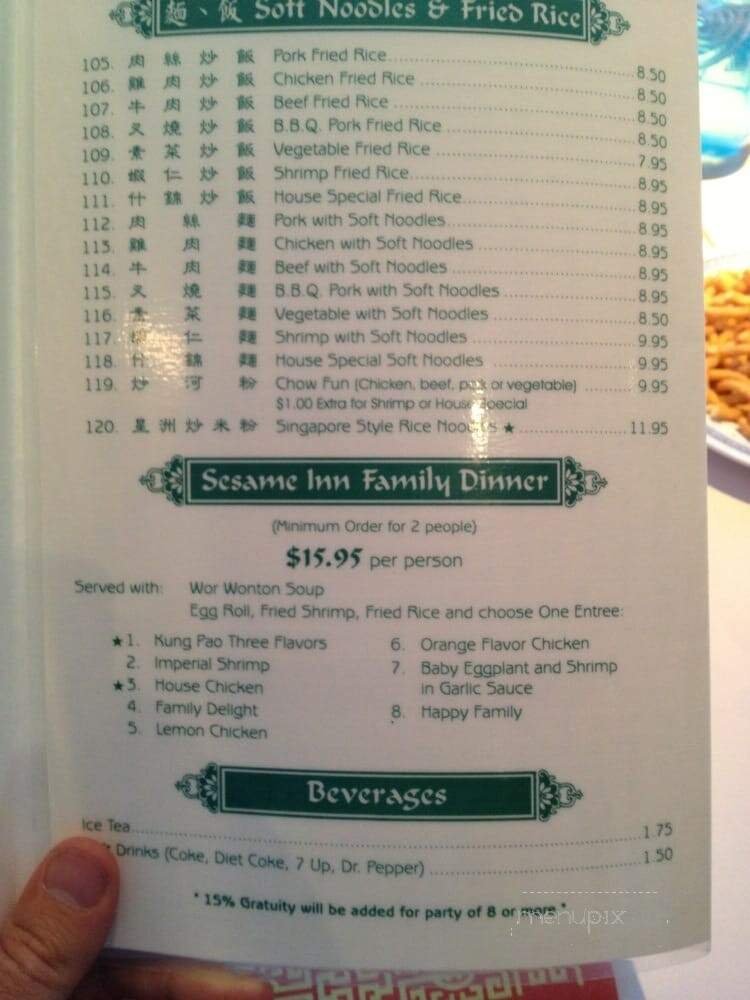 麵、飯 Soft Noodles & Fried Rice
105. 肉 絲 炒 飯 Pork Fried Rice 8.50
106. 雞 肉 炒 飯 Chicken Fried Rice 8.50
107. 牛 肉 炒 飯 Beef Fried Rice 8.50
108. 叉 燒 炒 飯 B.B.Q. Pork Fried Rice 8.50
109. 素 菜 炒 飯 Vegetable Fried Rice 7.95
110. 蝦 仁 炒 飯 Shrimp Fried Rice 8.95
111. 什 錦 炒 飯 House Special Fried Rice 8.95
112. 肉 絲 麵 Pork with Soft Noodles 8.95
113. 雞 肉 麵 Chicken with Soft Noodles 8.95
114. 牛 肉 麵 Beef with Soft Noodles 8.95
115. 叉 燒 麵 B.B.Q. Pork with Soft Noodles 8.95
116. 素 菜 麵 Vegetable with Soft Noodles 8.50
117. 仁 麵 Shrimp with Soft Noodles 9.95
118. 什 錦 麵 House Special Soft Noodles 9.95
119. 炒 河 粉 Chow Fun (Chicken, beef, pork or vegetable) 9.95
$1.00 Extra for Shrimp or House Special
120. 星 洲 炒 米 粉 Singapore Style Rice Noodles ★ 11.95
Sesame Inn Family Dinner
(Minimum Order for 2 people)
$15.95 per person
Served with: Wor Wonton Soup
Egg Roll, Fried Shrimp, Fried Rice and choose One Entree:
★ 1. Kung Pao Three Flavors
2. Imperial Shrimp
★ 3. House Chicken
4. Family Delight
5. Lemon Chicken
6. Orange Flavor Chicken
7. Baby Eggplant and Shrimp
in Garlic Sauce
8. Happy Family
Beverages
Ice Tea 1.75
Drinks (Coke, Diet Coke, 7 Up, Dr. Pepper) 1.50
* 15% Gratuity will be added for party of 8 or more *
menupix